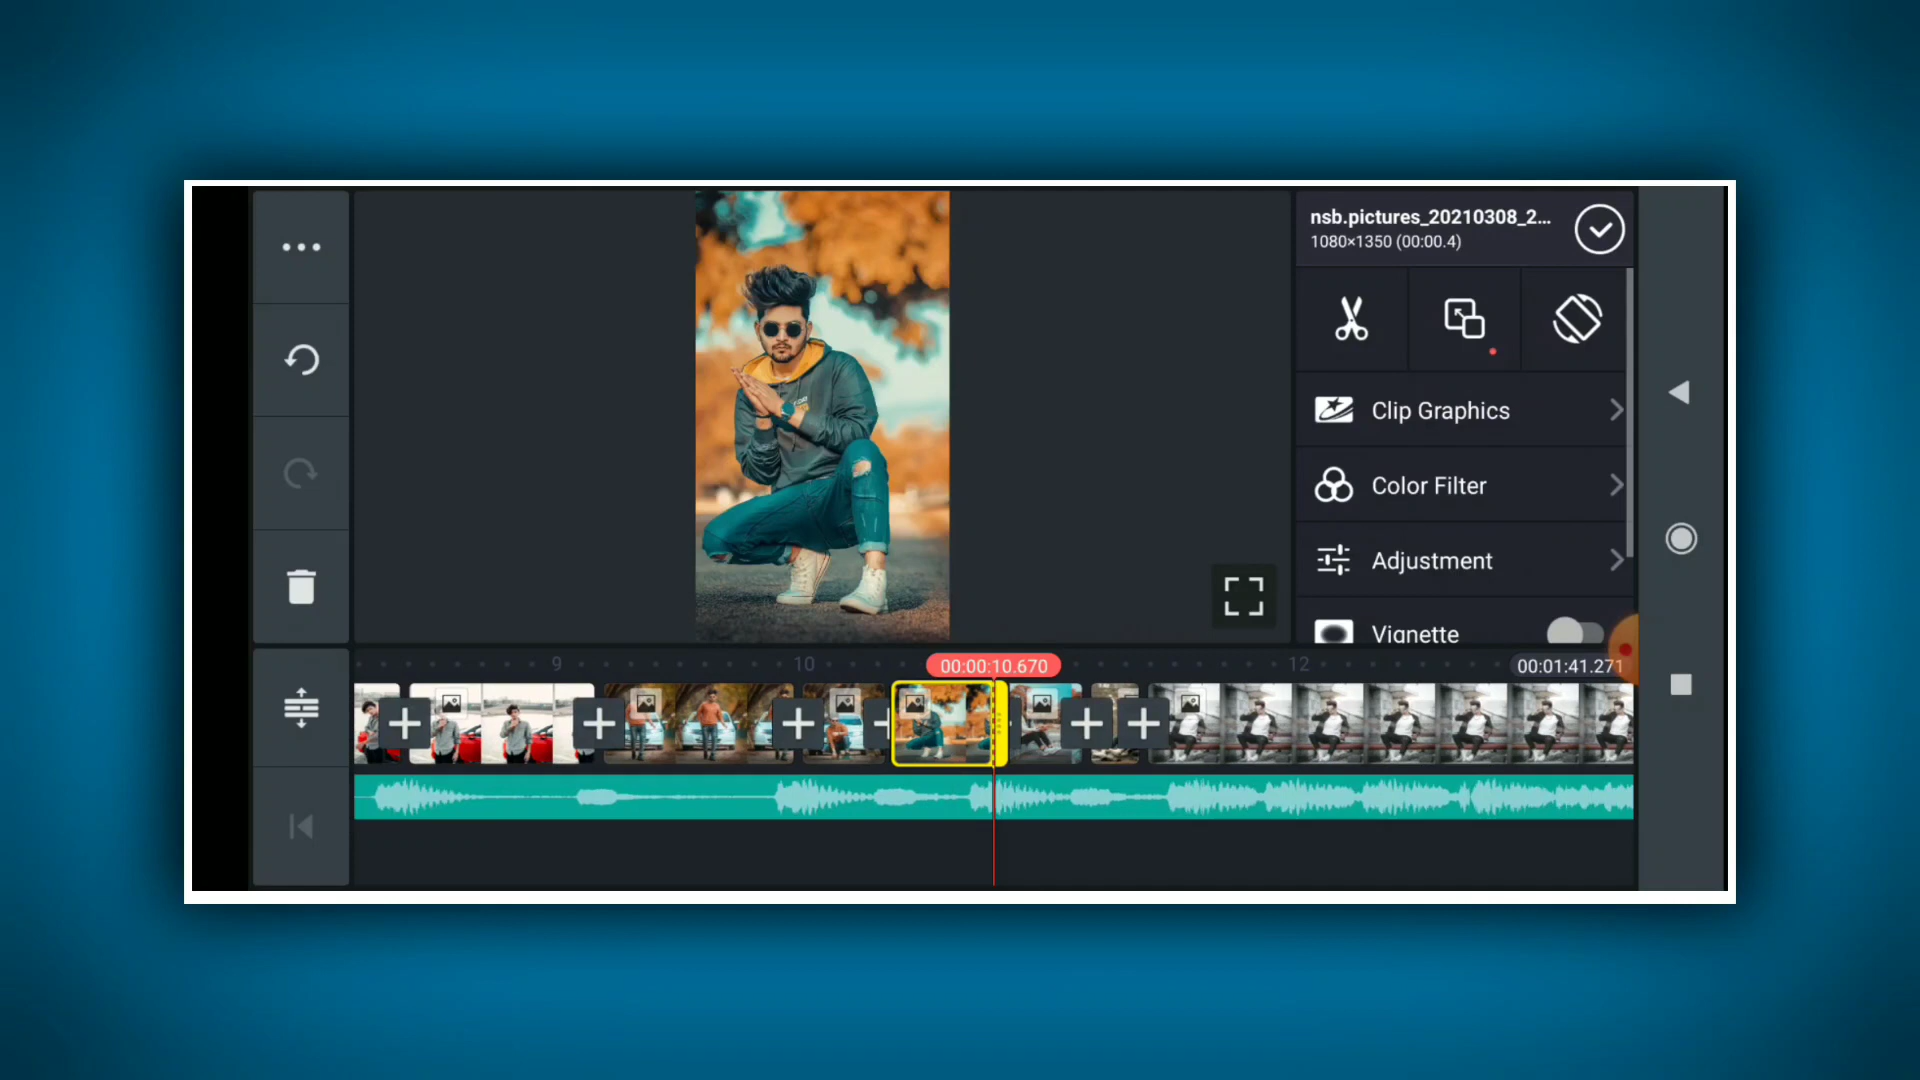 nsb.pictures_20210308_2...
1080×1350 (00:00.4)
Clip Graphics
Color Filter
Adjustment
Vignette
9
10
00:00:10.670
12
00:01:41.271